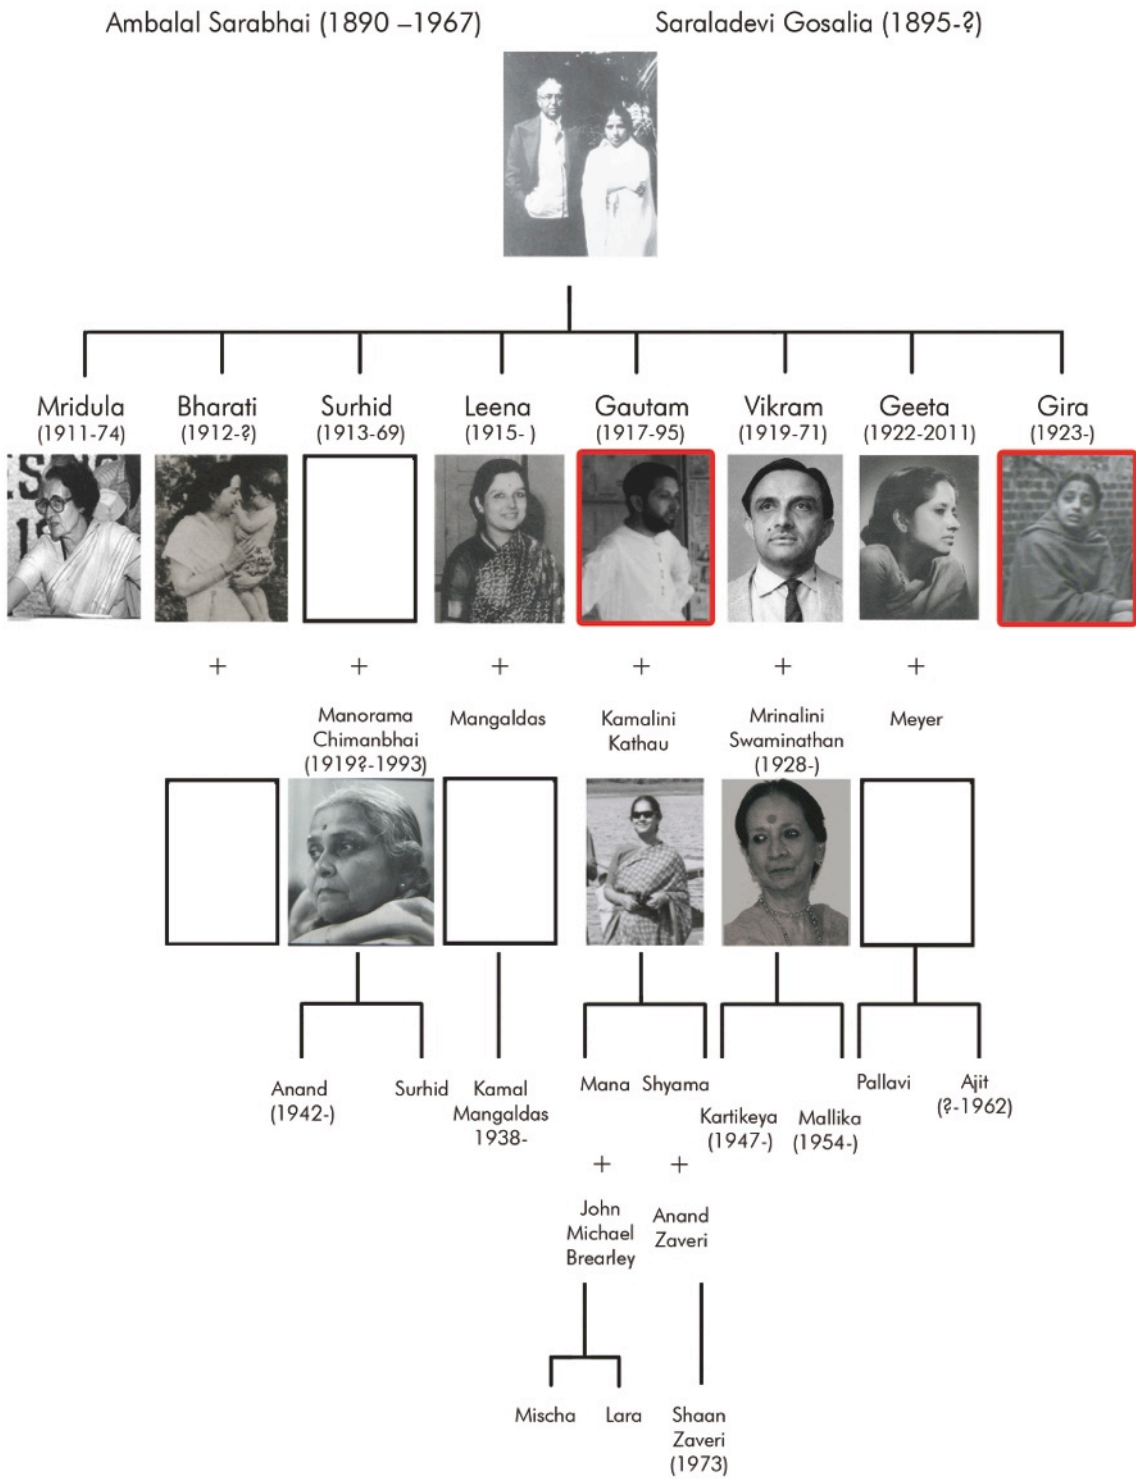 Ambalal Sarabhai (1890 –1967)
Saraladevi Gosalia (1895-?)
Mridula
(1911-74)
Bharati
(1912-?)
Surhid
(1913-69)
Leena
(1915- )
Gautam
(1917-95)
Vikram
(1919-71)
Geeta
(1922-2011)
Gira
(1923-)
+
+
+
+
+
+
Manorama
Chimanbhai
(1919?-1993)
Mangaldas
Kamalini
Kathau
Mrinalini
Swaminathan
(1928-)
Meyer
Anand
(1942-)
Surhid
Kamal
Mangaldas
1938-
Mana
Shyama
Kartikeya
(1947-)
Mallika
(1954-)
Pallavi
Ajit
(?-1962)
+
+
John
Michael
Brearley
Anand
Zaveri
Mischa
Lara
Shaan
Zaveri
(1973)